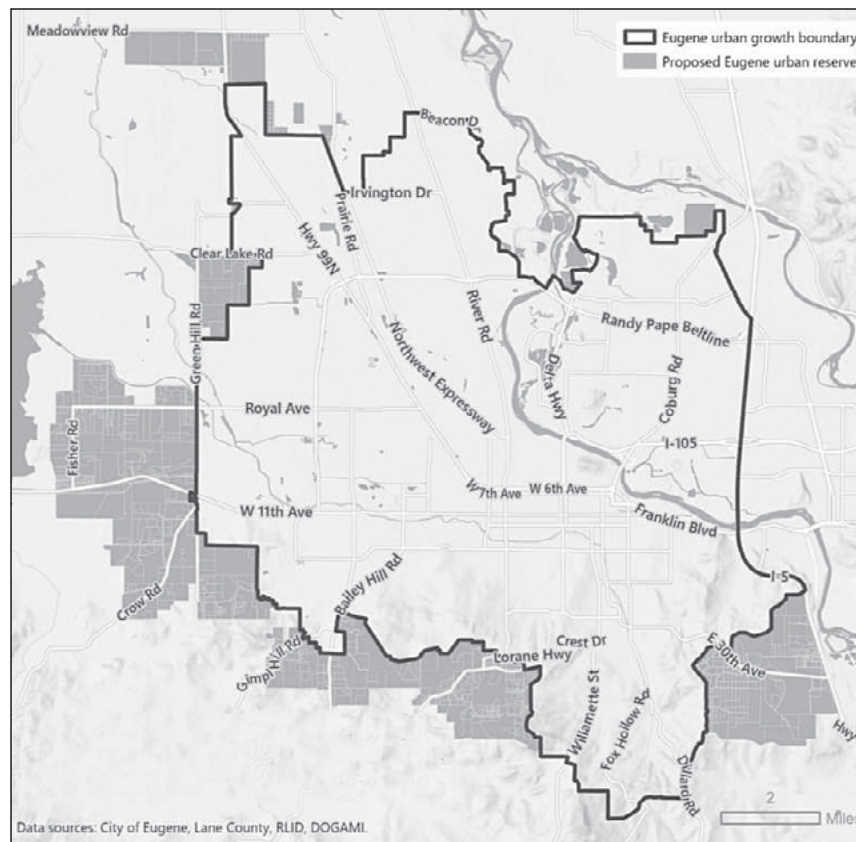 Meadowview Rd
Eugene urban growth boundary
Proposed Eugene urban reserve
Beacon Dr
Irvington Dr
Prairie Rd
Hwy 99N
Clear Lake Rd
Green Hill Rd
River Rd
Randy Pape Beltline
Northwest Expressway
Delta Hwy
Coburg Rd
Royal Ave
Fisher Rd
I-105
W 7th Ave
W 6th Ave
W 11th Ave
Franklin Blvd
I-5
Bailey Hill Rd
Crow Rd
Crest Dr
E 30th Ave
Gimpl Hill Rd
Lorane Hwy
Willamette St
Fox Hollow Rd
Hwy
Dillard Rd
2
Miles
Data sources: City of Eugene, Lane County, RLID, DOGAMI.